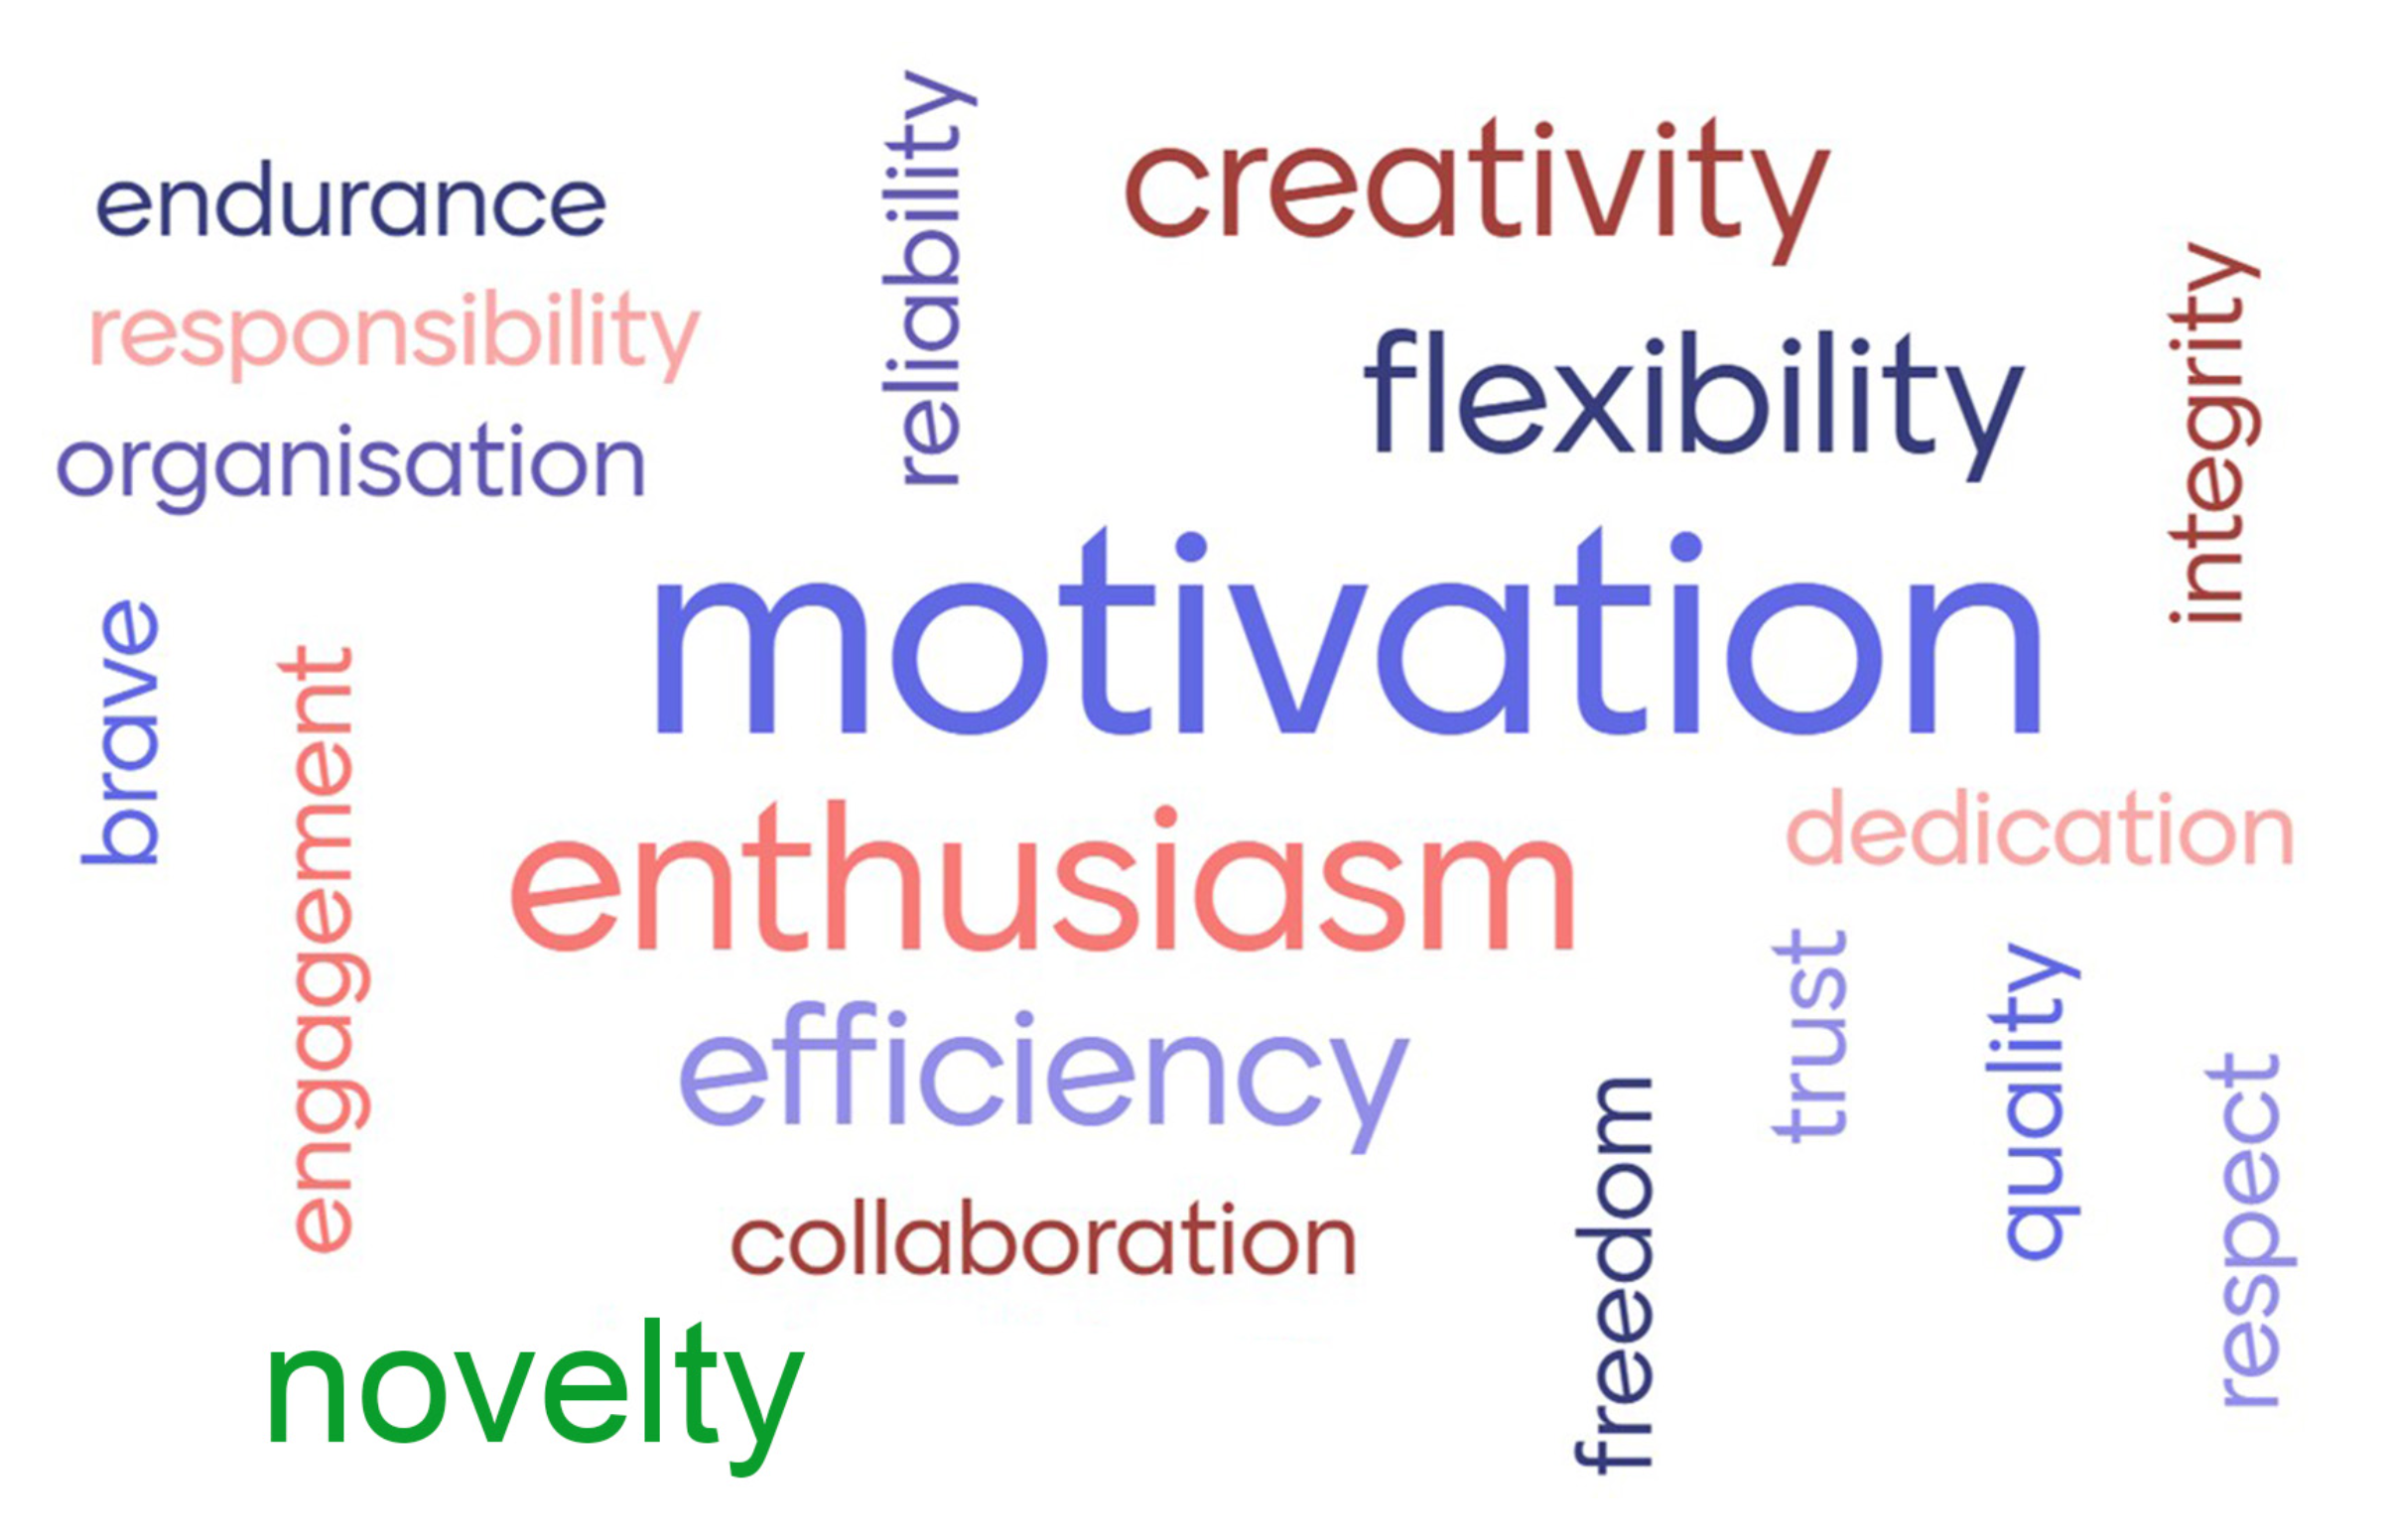 endurance
responsibility
organisation
reliability
creativity
flexibility
integrity
motivation
brave
engagement
enthusiasm
dedication
efficiency
trust
quality
respect
collaboration
freedom
novelty